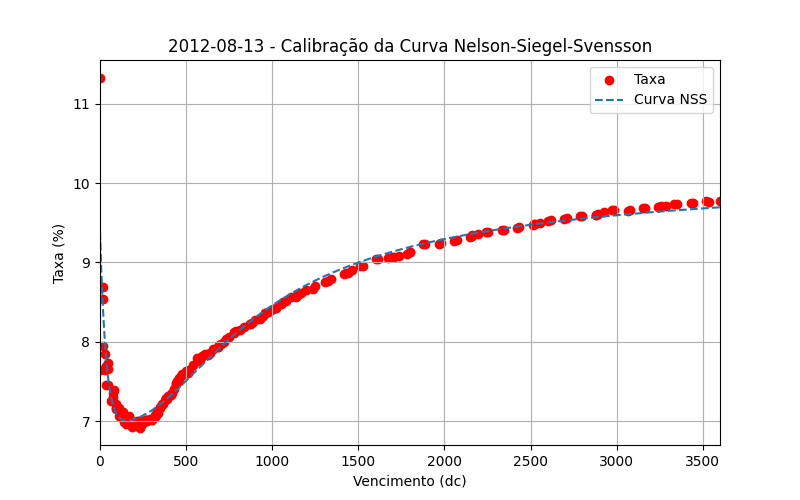 2012-08-13 - Calibração da Curva Nelson-Siegel-Svensson
Taxa
Curva NSS
Taxa (%)
11
10
9
8
7
0
500
1000
1500
2000
2500
3000
3500
Vencimento (dc)